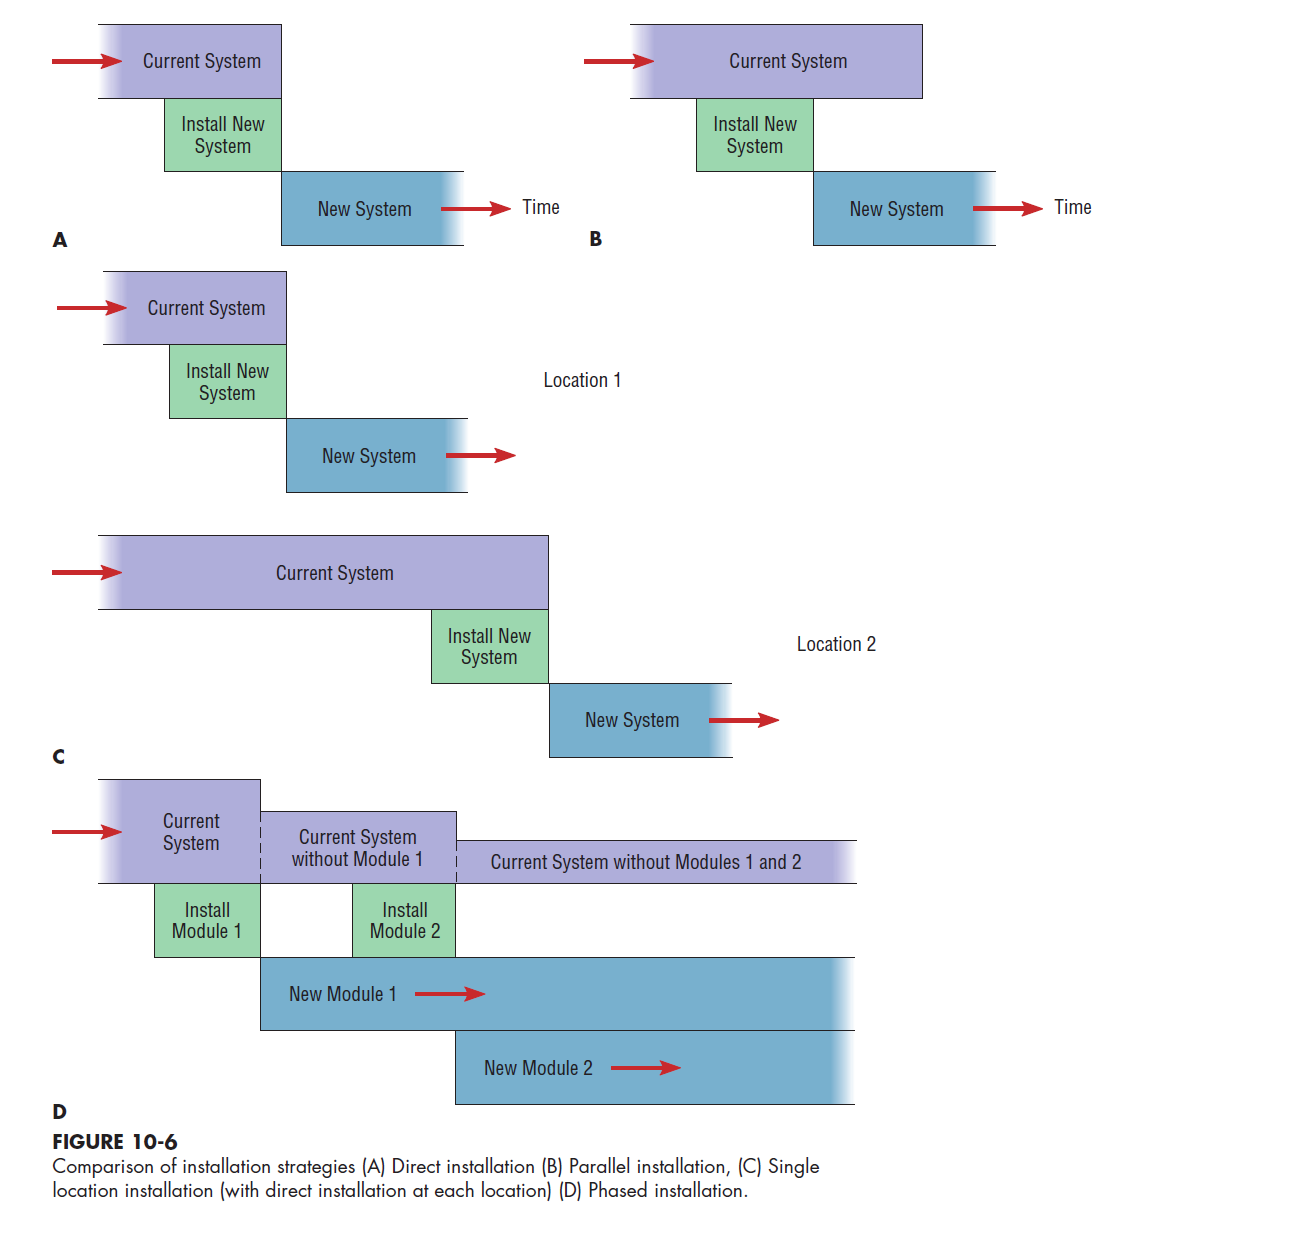 Current System
Install New
System
New System
Time
A
Current System
Install New
System
New System
Time
B
Current System
Install New
System
New System
Location 1
Current System
Install New
System
New System
Location 2
C
Current
System
Current System
without Module 1
Current System without Modules 1 and 2
Install
Module 1
Install
Module 2
New Module 1
New Module 2
D
FIGURE 10-6
Comparison of installation strategies (A) Direct installation (B) Parallel installation, (C) Single
location installation (with direct installation at each location) (D) Phased installation.